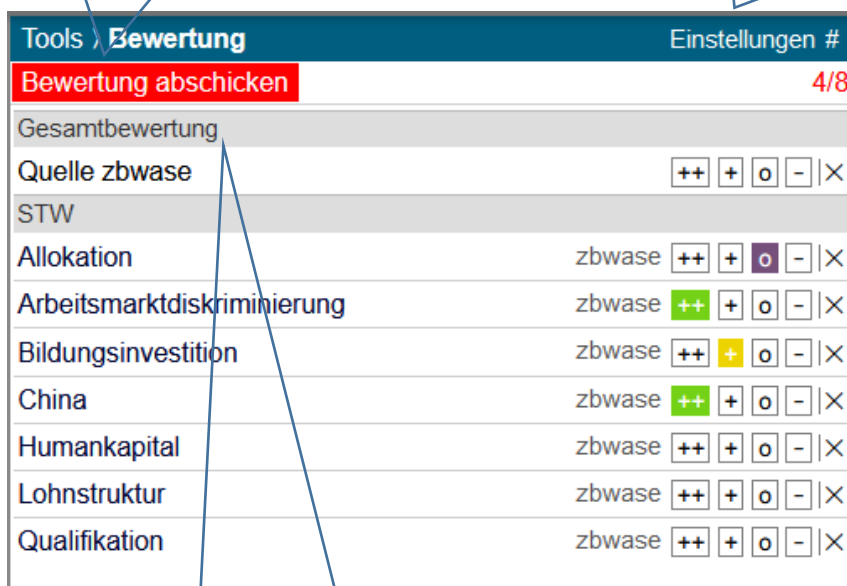 Tools › Bewertung Einstellungen #
Bewertung abschicken 4/8
Gesamtbewertung
Quelle zbwase ++ + o - |×
STW
Allokation zbwase ++ + o - |×
Arbeitsmarktdiskriminierung zbwase ++ + o - |×
Bildungsinvestition zbwase ++ + o - |×
China zbwase ++ + o - |×
Humankapital zbwase ++ + o - |×
Lohnstruktur zbwase ++ + o - |×
Qualifikation zbwase ++ + o - |×